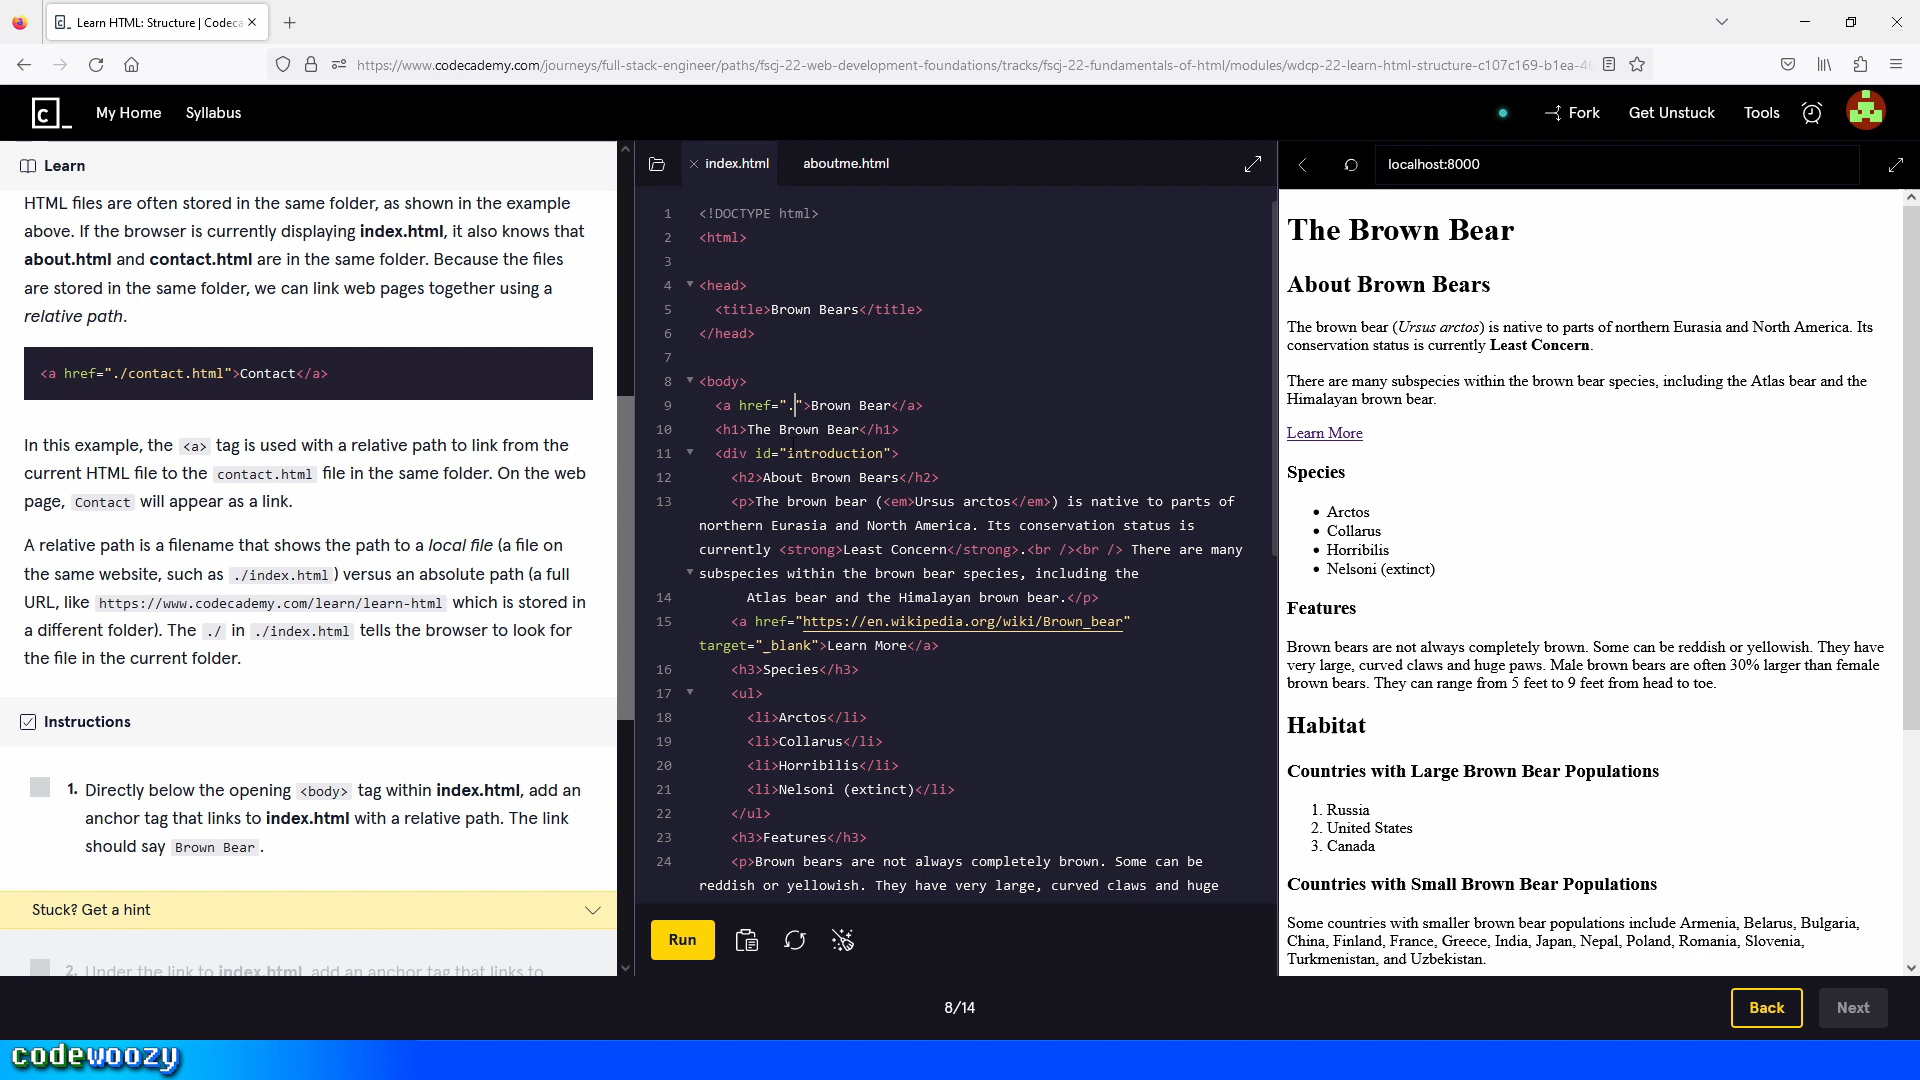 Learn HTML: Structure | Codeca
https://www.codecademy.com/journeys/full-stack-engineer/paths/fscj-22-web-development-foundations/tracks/fscj-22-fundamentals-of-html/modules/wdcp-22-learn-html-structure-c107c169-b1ea-4
My Home
Syllabus
Fork
Get Unstuck
Tools
Learn
HTML files are often stored in the same folder, as shown in the example
above. If the browser is currently displaying index.html, it also knows that
about.html and contact.html are in the same folder. Because the files
are stored in the same folder, we can link web pages together using a
relative path.
<a href="./contact.html">Contact</a>
In this example, the <a> tag is used with a relative path to link from the
current HTML file to the contact.html file in the same folder. On the web
page, Contact will appear as a link.
A relative path is a filename that shows the path to a local file (a file on
the same website, such as ./index.html) versus an absolute path (a full
URL, like https://www.codecademy.com/learn/learn-html which is stored in
a different folder). The ./ in ./index.html tells the browser to look for
the file in the current folder.
Instructions
1. Directly below the opening <body> tag within index.html, add an
anchor tag that links to index.html with a relative path. The link
should say Brown Bear.
Stuck? Get a hint
2. Under the link to index.html, add an anchor tag that links to
index.html
aboutme.html
1 <!DOCTYPE html>
2 <html>
3
4 <head>
5 <title>Brown Bears</title>
6 </head>
7
8 <body>
9 <a href=".">Brown Bear</a>
10 <h1>The Brown Bear</h1>
11 <div id="introduction">
12 <h2>About Brown Bears</h2>
13 <p>The brown bear (<em>Ursus arctos</em>) is native to parts of
northern Eurasia and North America. Its conservation status is
currently <strong>Least Concern</strong>.<br /><br /> There are many
subspecies within the brown bear species, including the
14 Atlas bear and the Himalayan brown bear.</p>
15 <a href="https://en.wikipedia.org/wiki/Brown_bear"
target="_blank">Learn More</a>
16 <h3>Species</h3>
17 <ul>
18 <li>Arctos</li>
19 <li>Collarus</li>
20 <li>Horribilis</li>
21 <li>Nelsoni (extinct)</li>
22 </ul>
23 <h3>Features</h3>
24 <p>Brown bears are not always completely brown. Some can be
reddish or yellowish. They have very large, curved claws and huge
Run
localhost:8000
The Brown Bear
About Brown Bears
The brown bear (Ursus arctos) is native to parts of northern Eurasia and North America. Its
conservation status is currently Least Concern.
There are many subspecies within the brown bear species, including the Atlas bear and the
Himalayan brown bear.
Learn More
Species
Arctos
Collarus
Horribilis
Nelsoni (extinct)
Features
Brown bears are not always completely brown. Some can be reddish or yellowish. They have
very large, curved claws and huge paws. Male brown bears are often 30% larger than female
brown bears. They can range from 5 feet to 9 feet from head to toe.
Habitat
Countries with Large Brown Bear Populations
1. Russia
2. United States
3. Canada
Countries with Small Brown Bear Populations
Some countries with smaller brown bear populations include Armenia, Belarus, Bulgaria,
China, Finland, France, Greece, India, Japan, Nepal, Poland, Romania, Slovenia,
Turkmenistan, and Uzbekistan.
8/14
Back
Next
codewoozy